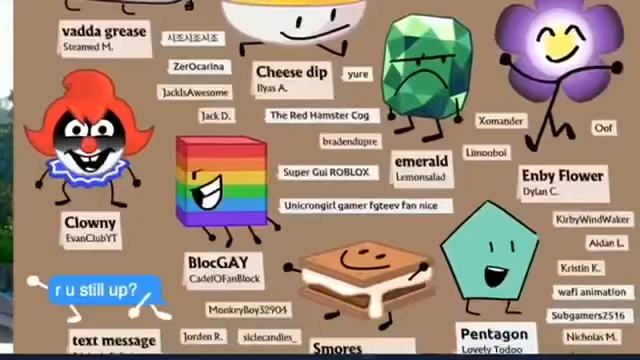 vadda grease
Steamed M.
시조시조시조
ZerOcarina
JackIsAwesome
Jack D.
Cheese dip
Ilyas A.
yure
The Red Hamster Cog
bradendupre
Super Gui ROBLOX
Unicrongirl gamer fgteev fan nice
emerald
Lemonsalad
Xomander
Limooboi
Oof
Enby Flower
Dylan C.
Clowny
EvanClubYT
BlocGAY
CadefOFanBlock
KirbyWindWaker
Aidan L.
Kristin K.
wafi animation
Subgamers2516
Nicholas M.
r u still up?
text message
MonkeyBoy32904
Jorden R.
siclecandies_
Smores
Pentagon
Lovely Todoo